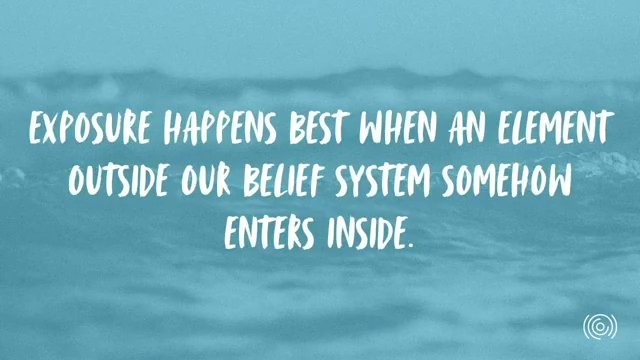 EXPOSURE HAPPENS BEST WHEN AN ELEMENT
OUTSIDE OUR BELIEF SYSTEM SOMEHOW
ENTERS INSIDE.